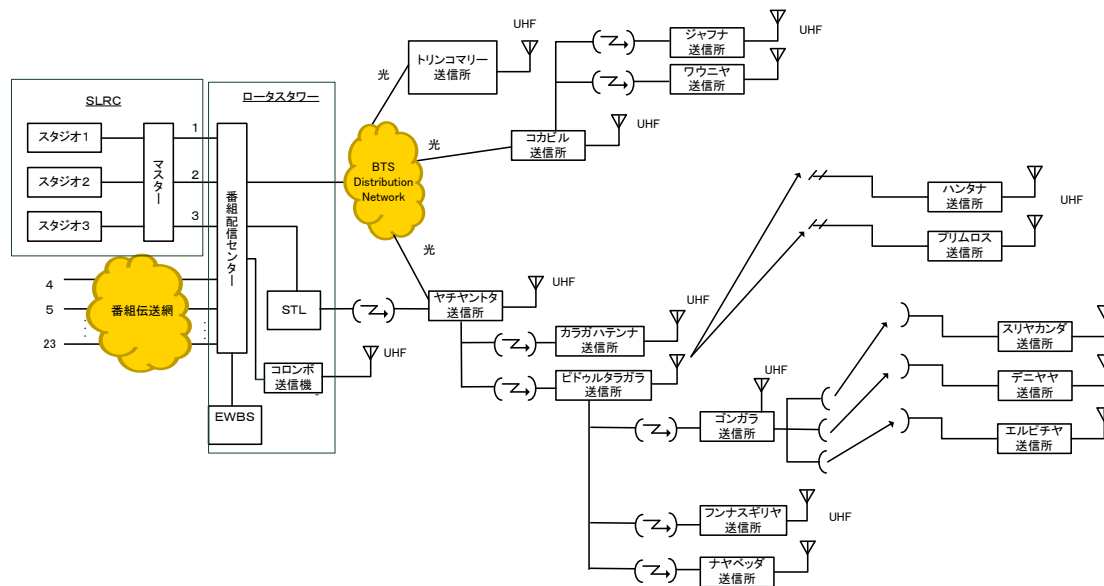 UHF
トリンコマリー
送信所
光
ジャフナ
送信所
UHF
ワウニヤ
送信所
SLRC
ロータスタワー
スタジオ1
スタジオ2
スタジオ3
マスター
1
2
3
番組配信センター
BTS
Distribution
Network
光
コカビル
送信所
UHF
ハンタナ
送信所
UHF
プリムロス
送信所
光
4
5
23
番組伝送網
STL
ヤチヤントタ
送信所
UHF
コロンボ
送信機
UHF
EWBS
カラガハテンナ
送信所
UHF
ピドゥルタラガラ
送信所
ゴンガラ
送信所
UHF
スリヤカンダ
送信所
デニヤヤ
送信所
エルピチヤ
送信所
フンナスギリヤ
送信所
UHF
ナヤベッダ
送信所